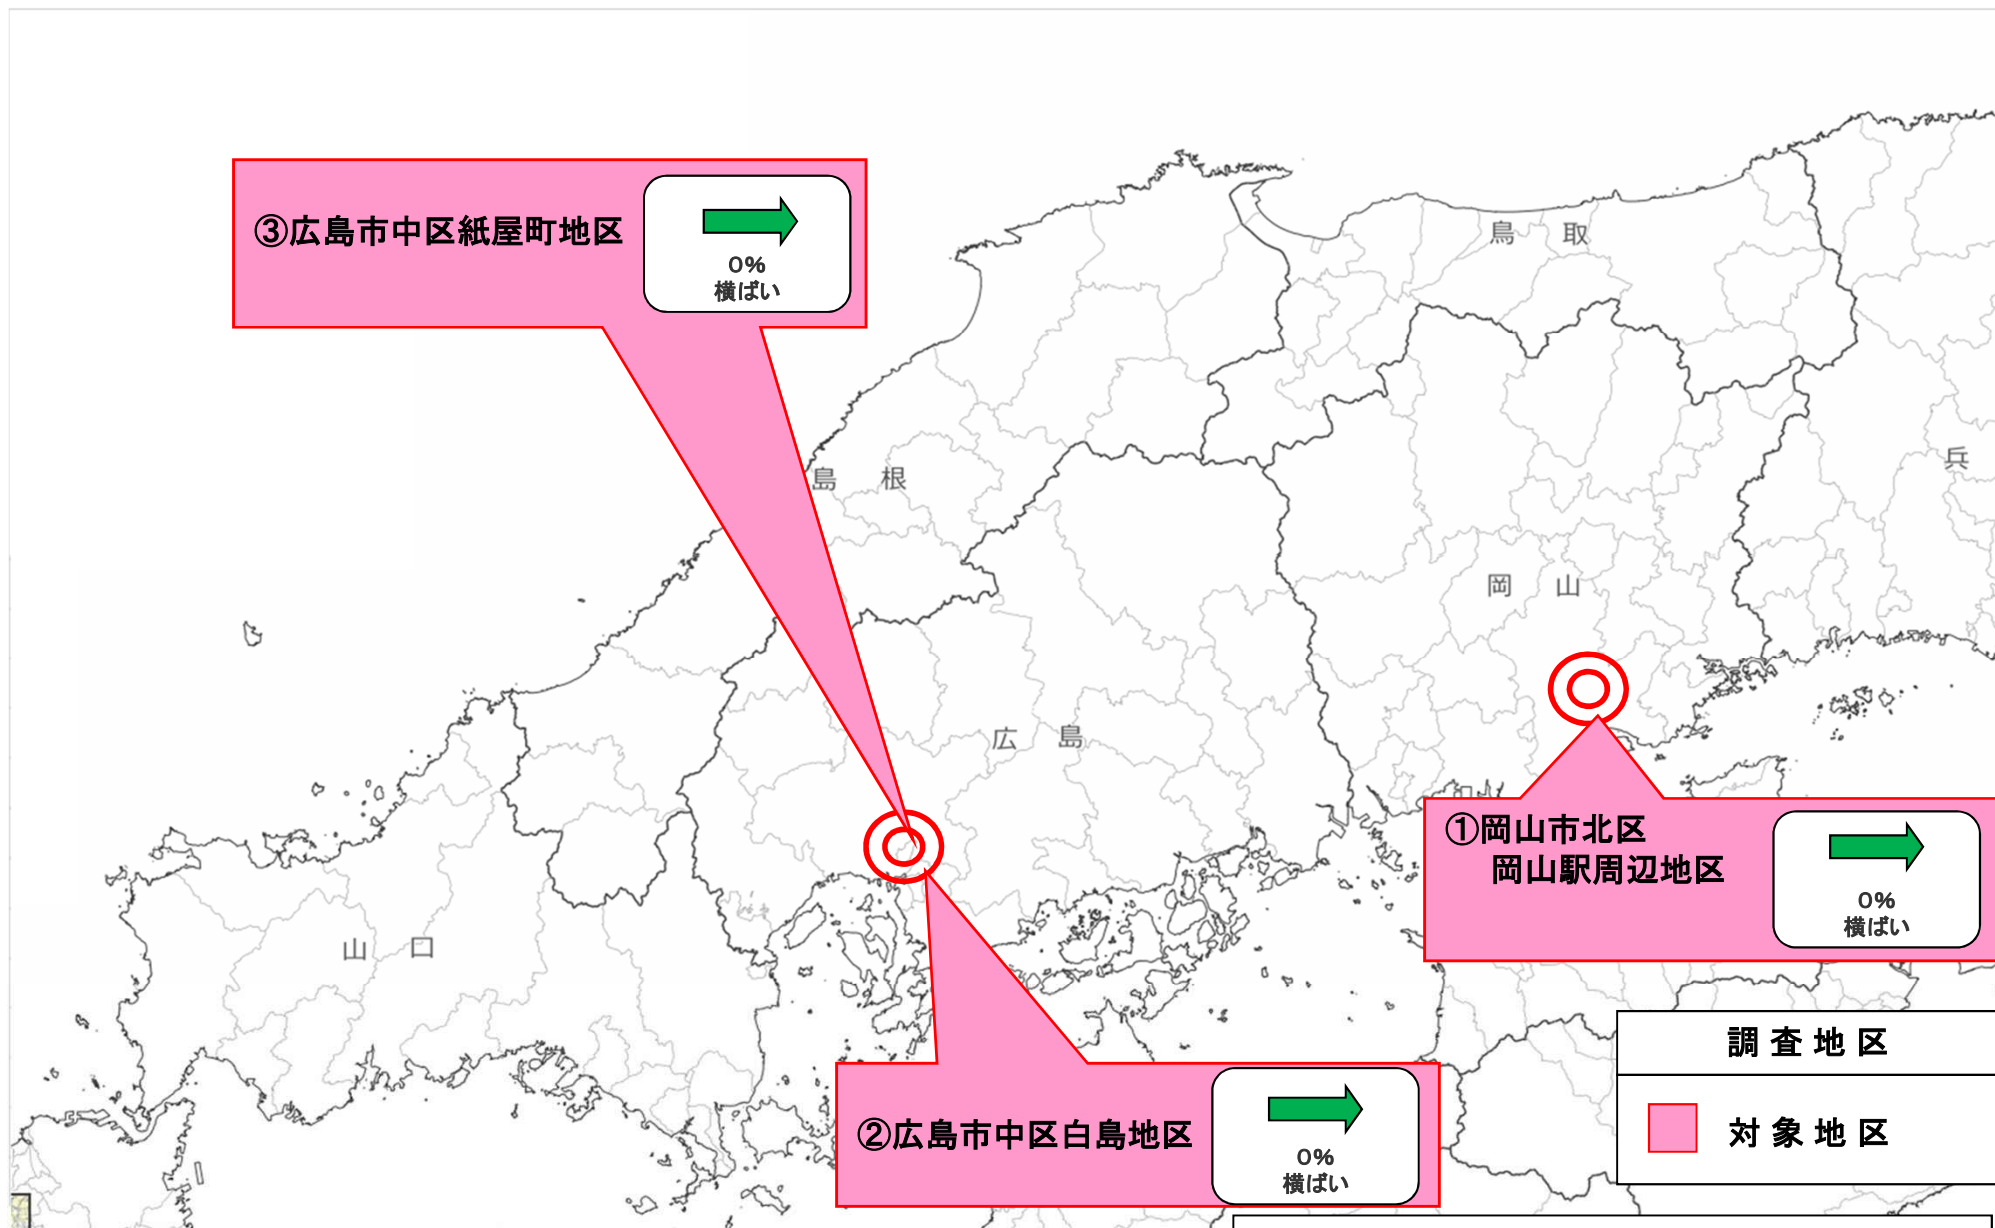 ③広島市中区紙屋町地区
0%
横ばい
鳥 取
島 根
兵
岡 山
広 島
①岡山市北区
岡山駅周辺地区
0%
横ばい
山 口
調 査 地 区
対 象 地 区
②広島市中区白島地区
0%
横ばい